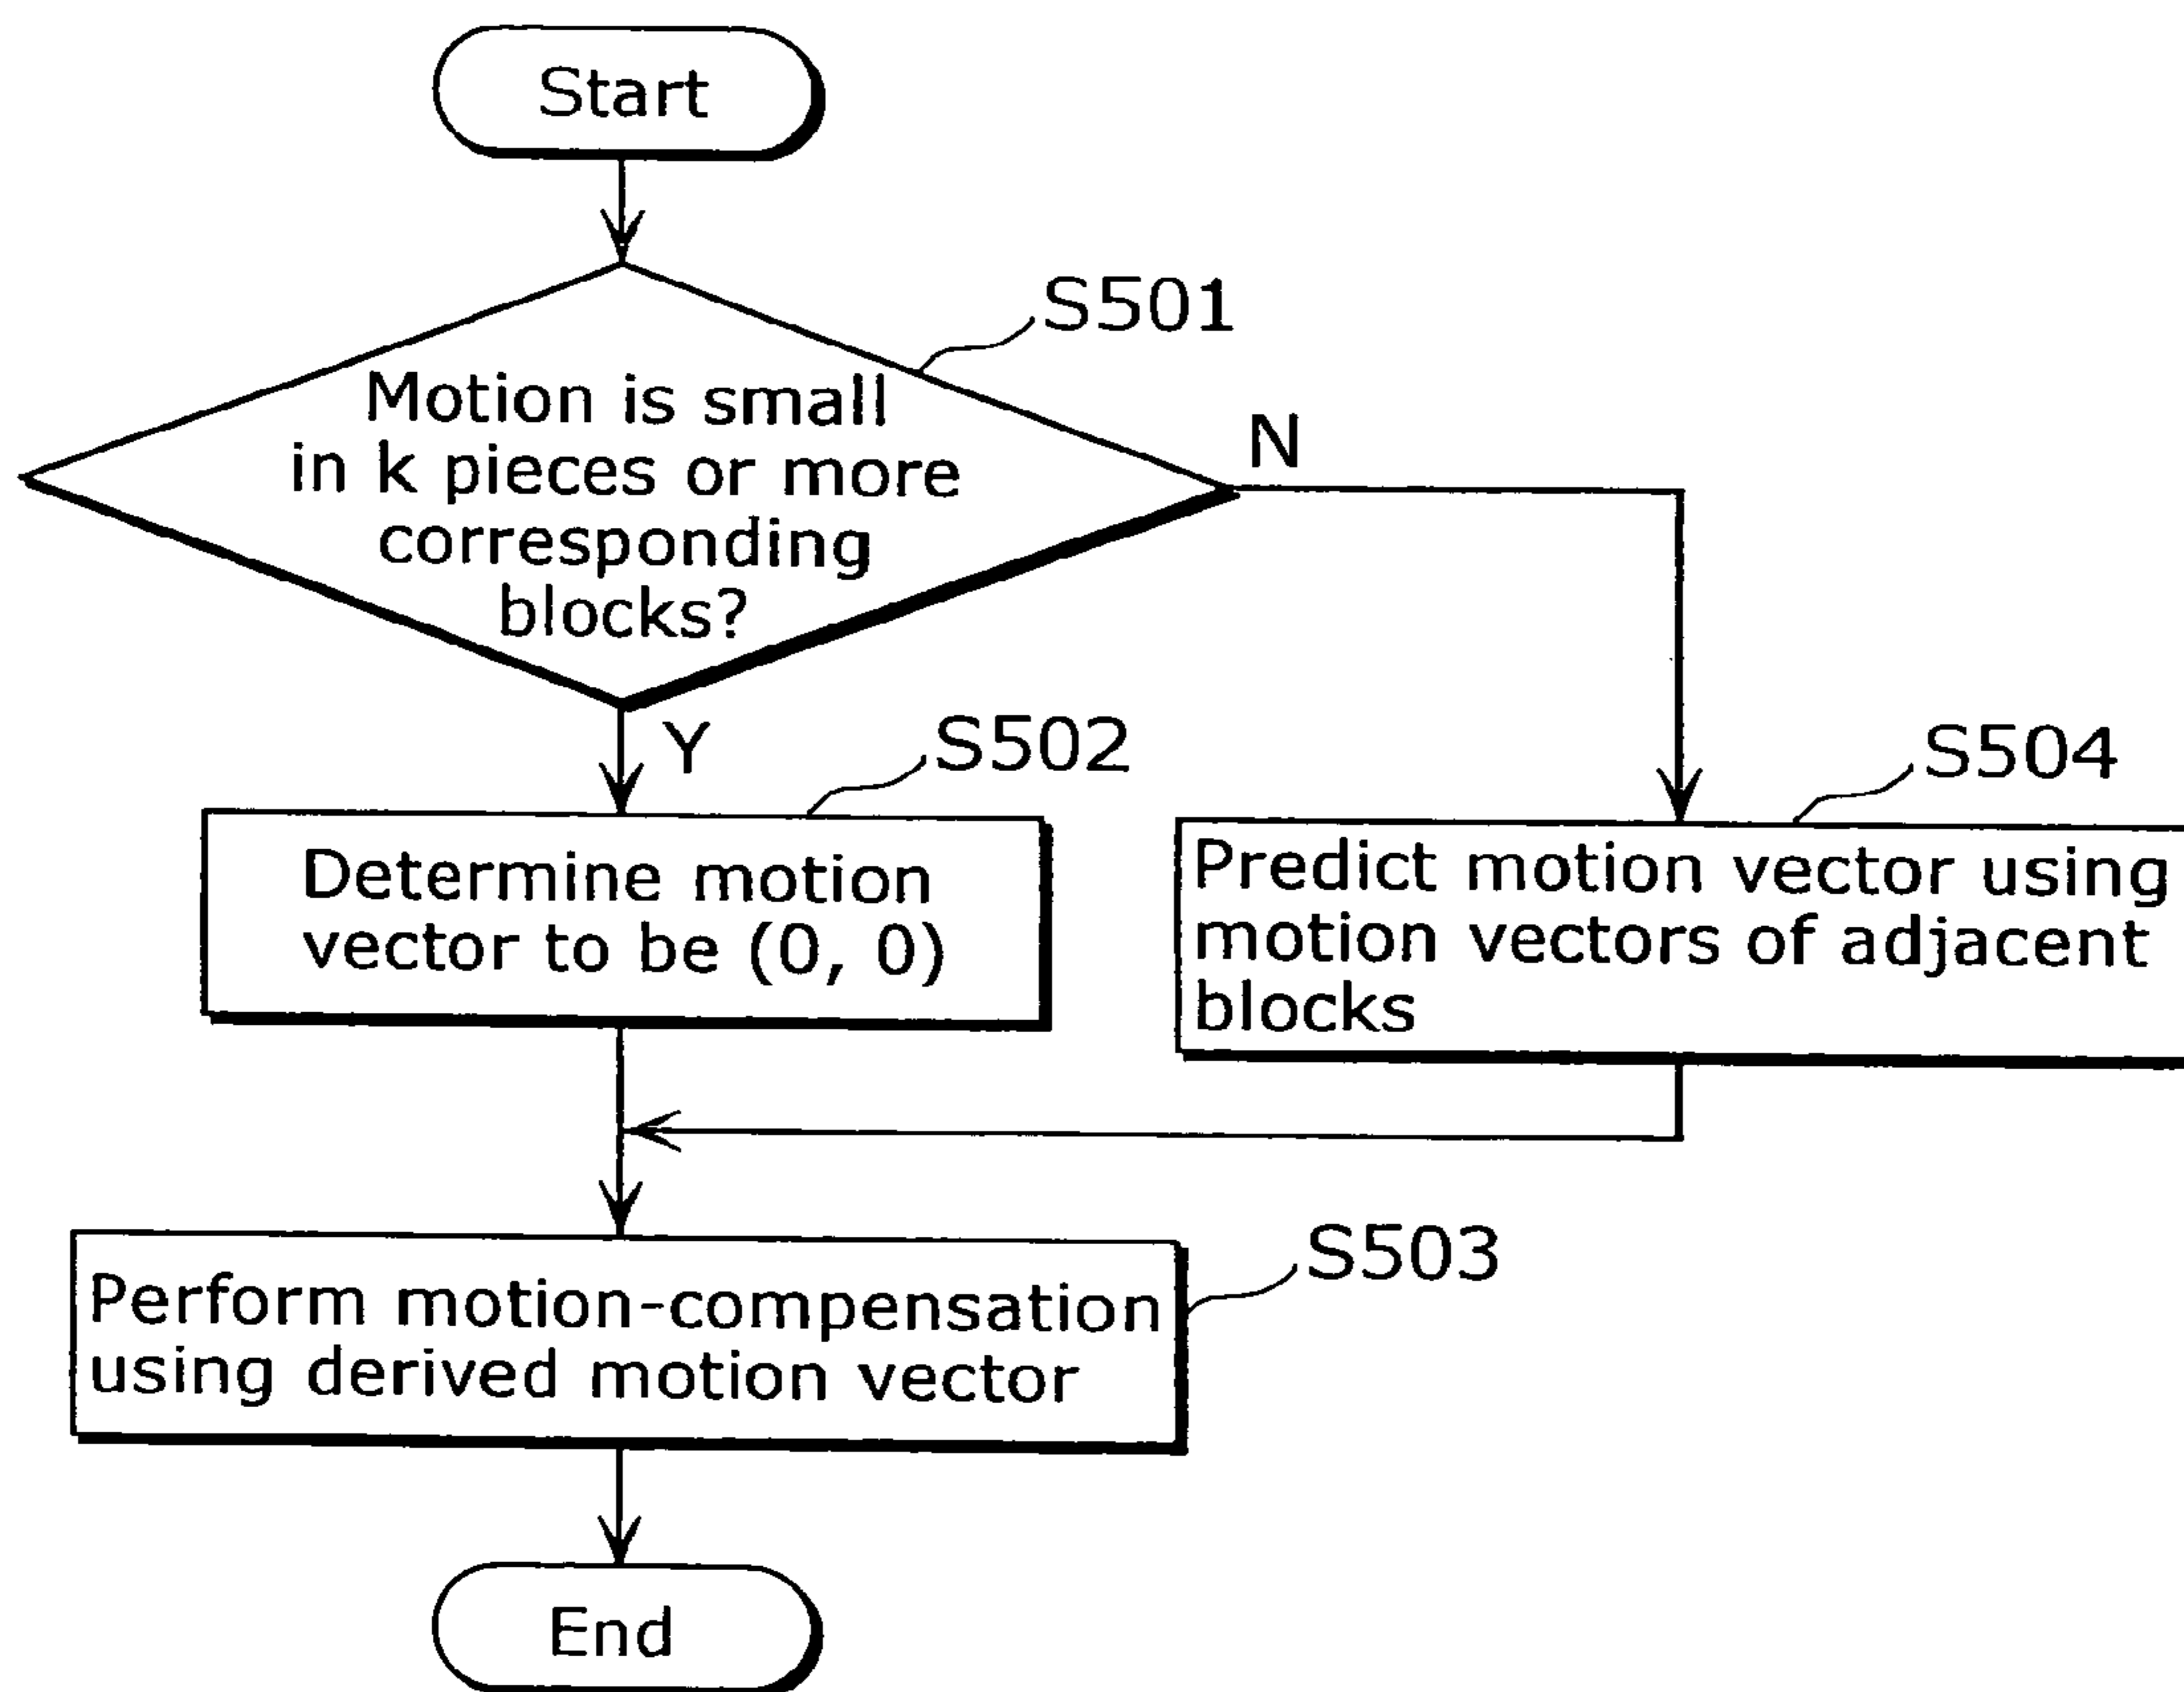 Start
S501
Motion is small
in k pieces or more
corresponding
blocks?
N
Y
S502
S504
Determine motion
vector to be (0, 0)
Predict motion vector using
motion vectors of adjacent
blocks
S503
Perform motion-compensation
using derived motion vector
End